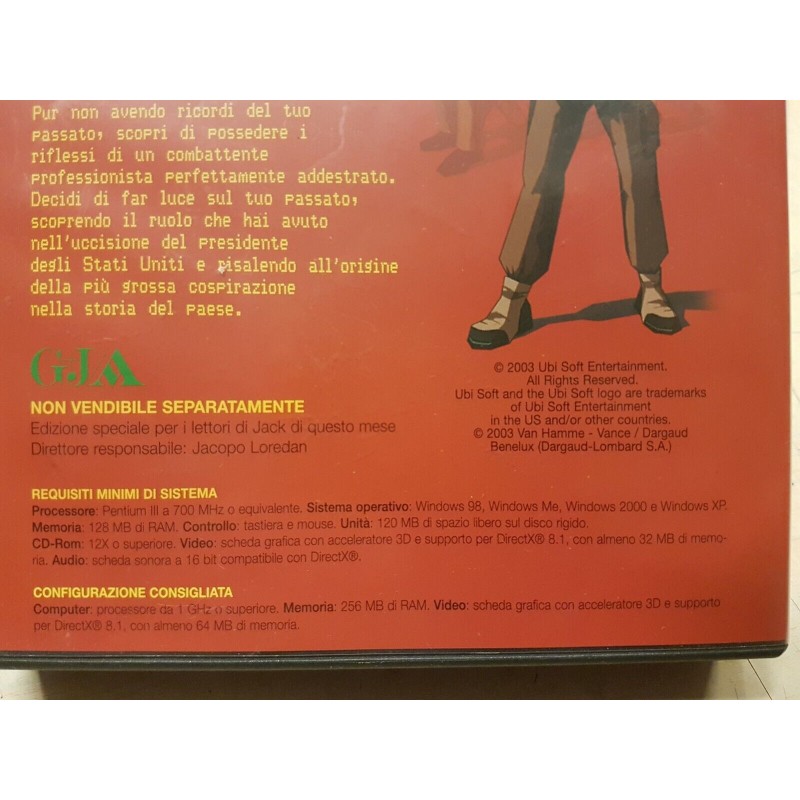 Pur non avendo ricordi del tuo
passato, scopri di possedere i
riflessi di un combattente
professionista perfettamente addestrato.
Decidi di far luce sul tuo passato,
scoprendo il ruolo che hai avuto
nell'uccisione del presidente
degli Stati Uniti e risalendo all'origine
della più grossa cospirazione
nella storia del paese.
GJM
NON VENDIBILE SEPARATAMENTE
Edizione speciale per i lettori di Jack di questo mese
Direttore responsabile: Jacopo Loredan
© 2003 Ubi Soft Entertainment.
All Rights Reserved.
Ubi Soft and the Ubi Soft logo are trademarks
of Ubi Soft Entertainment
in the US and/or other countries.
© 2003 Van Hamme - Vance / Dargaud
Benelux (Dargaud-Lombard S.A.)
REQUISITI MINIMI DI SISTEMA
Processore: Pentium III a 700 MHz o equivalente. Sistema operativo: Windows 98, Windows Me, Windows 2000 e Windows XP.
Memoria: 128 MB di RAM. Controllo: tastiera e mouse. Unità: 120 MB di spazio libero sul disco rigido.
CD-Rom: 12X o superiore. Video: scheda grafica con acceleratore 3D e supporto per DirectX® 8.1, con almeno 32 MB di memo-
ria. Audio: scheda sonora a 16 bit compatibile con DirectX®.
CONFIGURAZIONE CONSIGLIATA
Computer: processore da 1 GHz o superiore. Memoria: 256 MB di RAM. Video: scheda grafica con acceleratore 3D e supporto
per DirectX® 8.1, con almeno 64 MB di memoria.